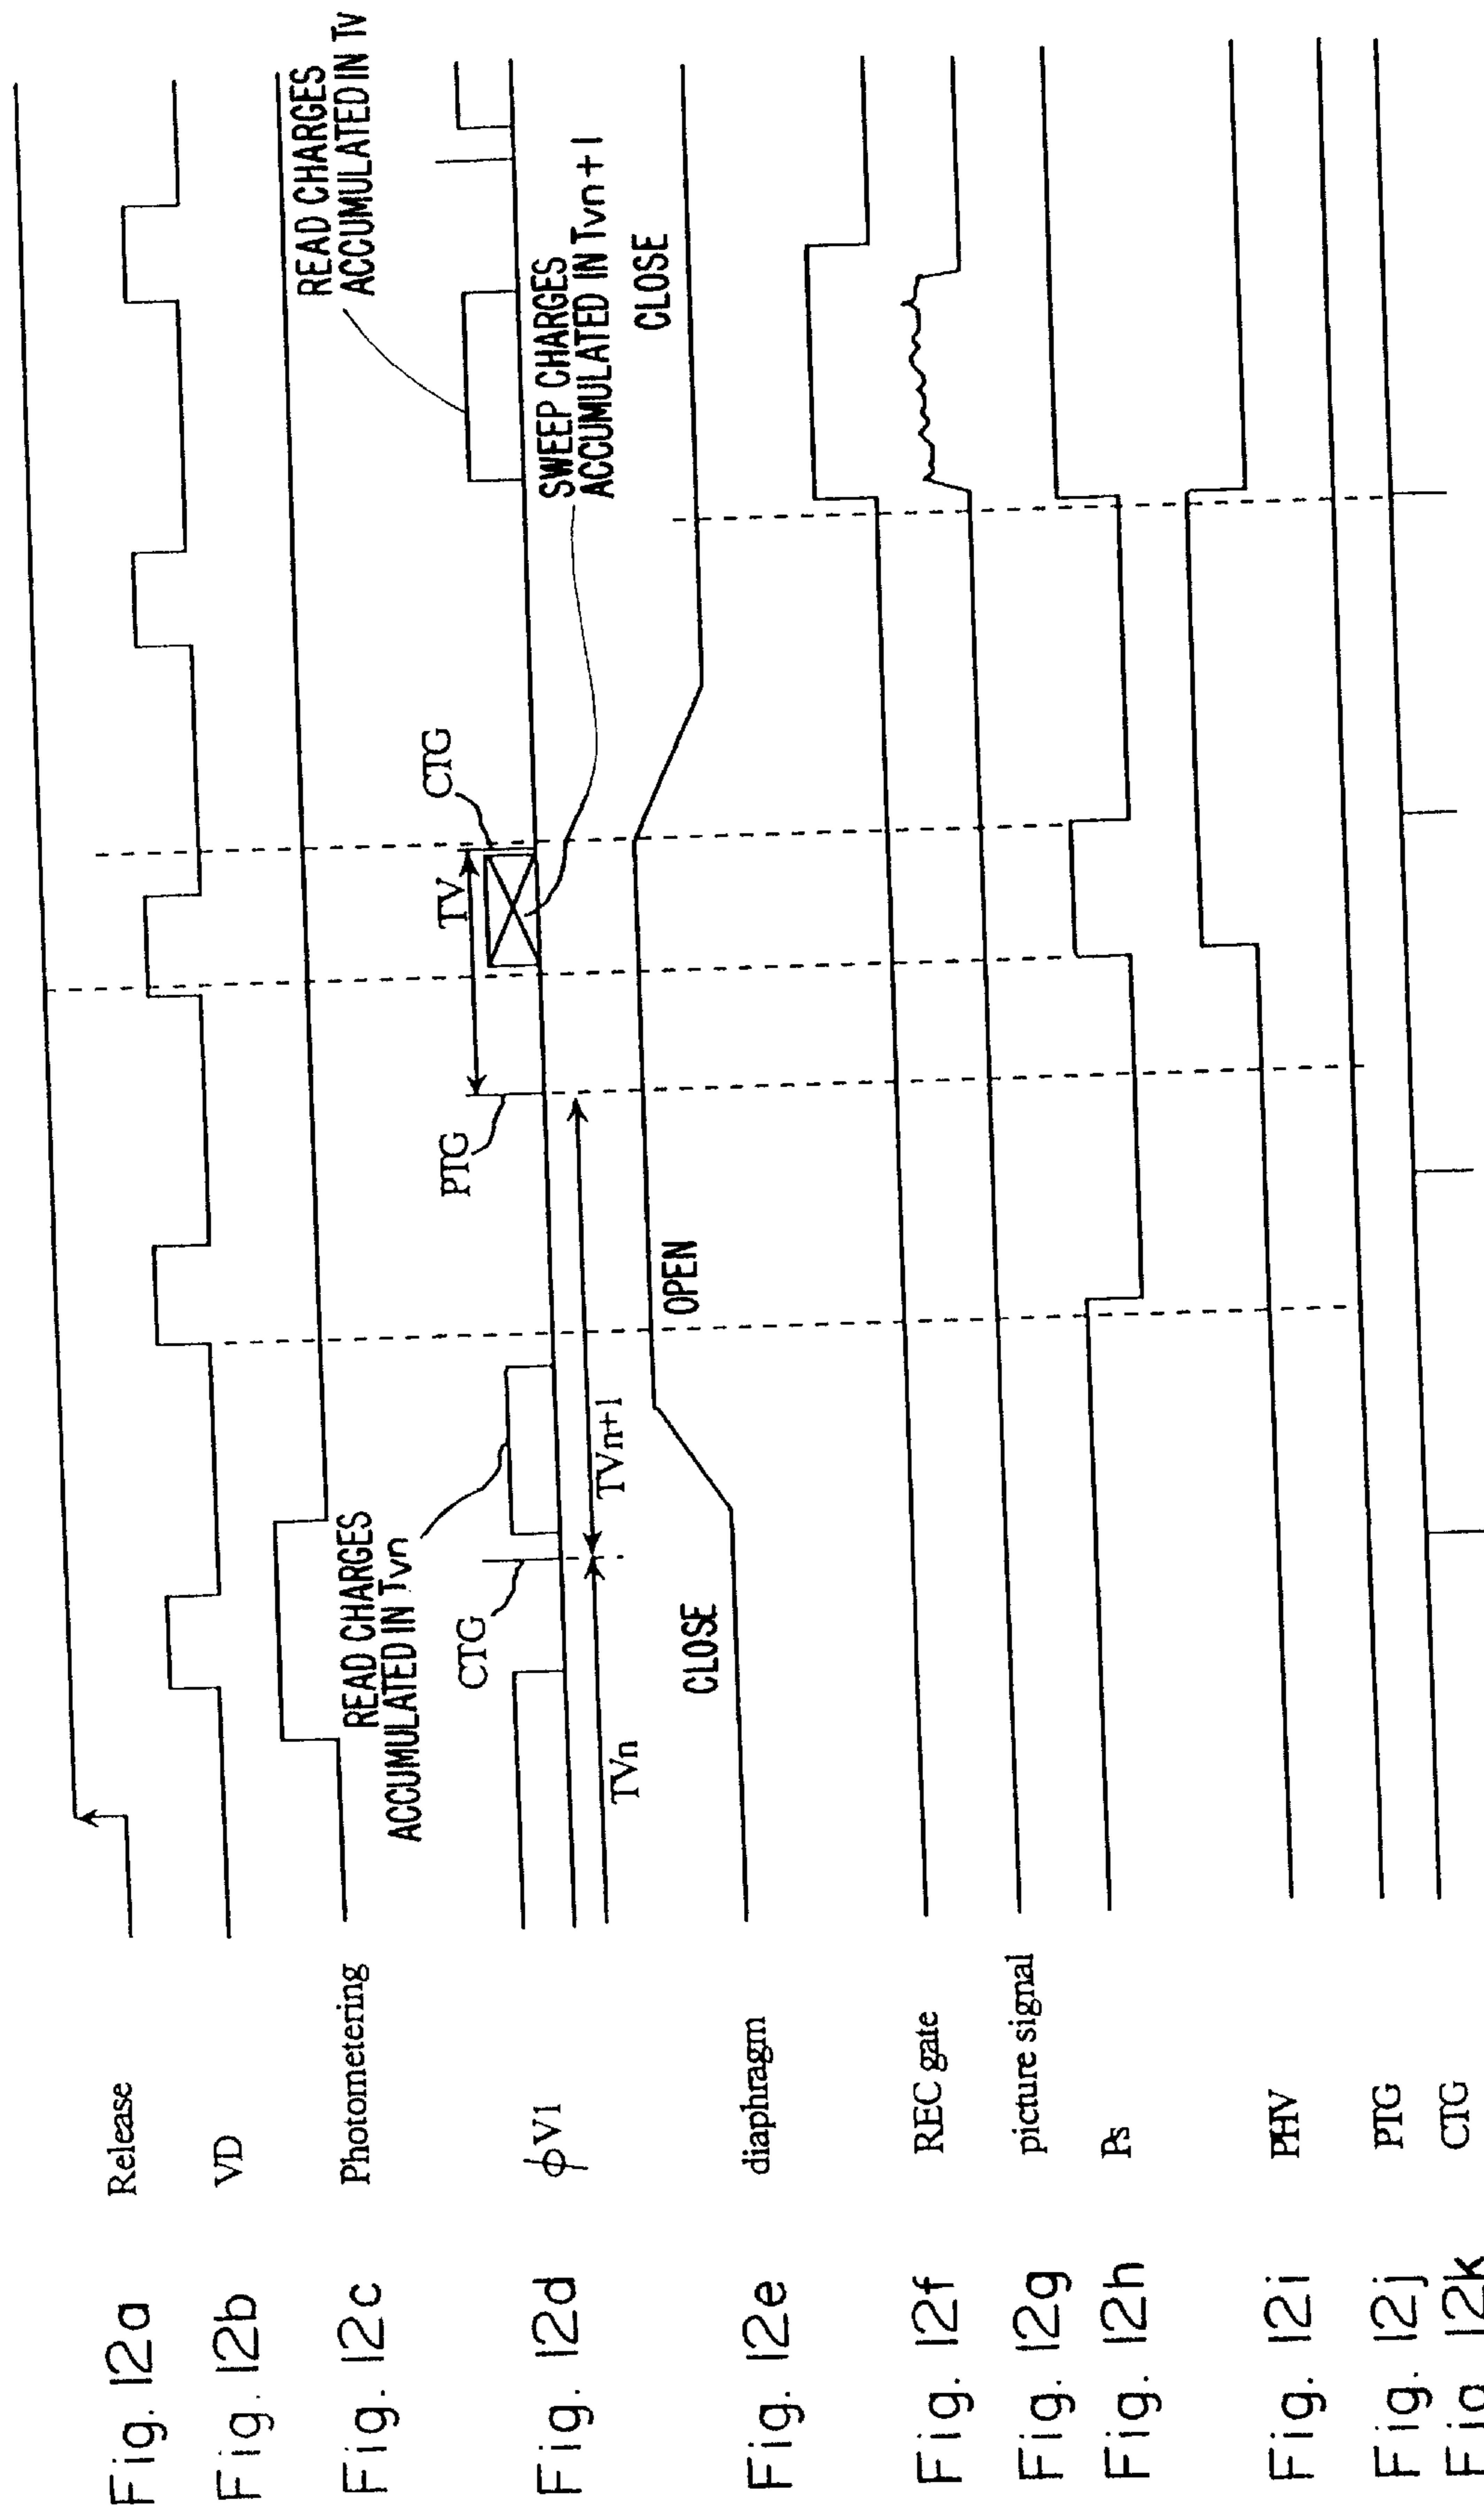 Fig. 12a Release
Fig. 12b VD
Fig. 12c Photometering
READ CHARGES
ACCUMULATED IN Tvn
READ CHARGES
ACCUMULATED IN Tv
Fig. 12d ϕV1
CTG
PTG
TV
CTG
TVn
TVn+1
SWEEP CHARGES
ACCUMULATED IN Tvn+1
Fig. 12e diaphragm
CLOSE
OPEN
CLOSE
Fig. 12f REC gate
Fig. 12g picture signal
Fig. 12h Ps
Fig. 12i PHV
Fig. 12j PTG
Fig. 12k CTG